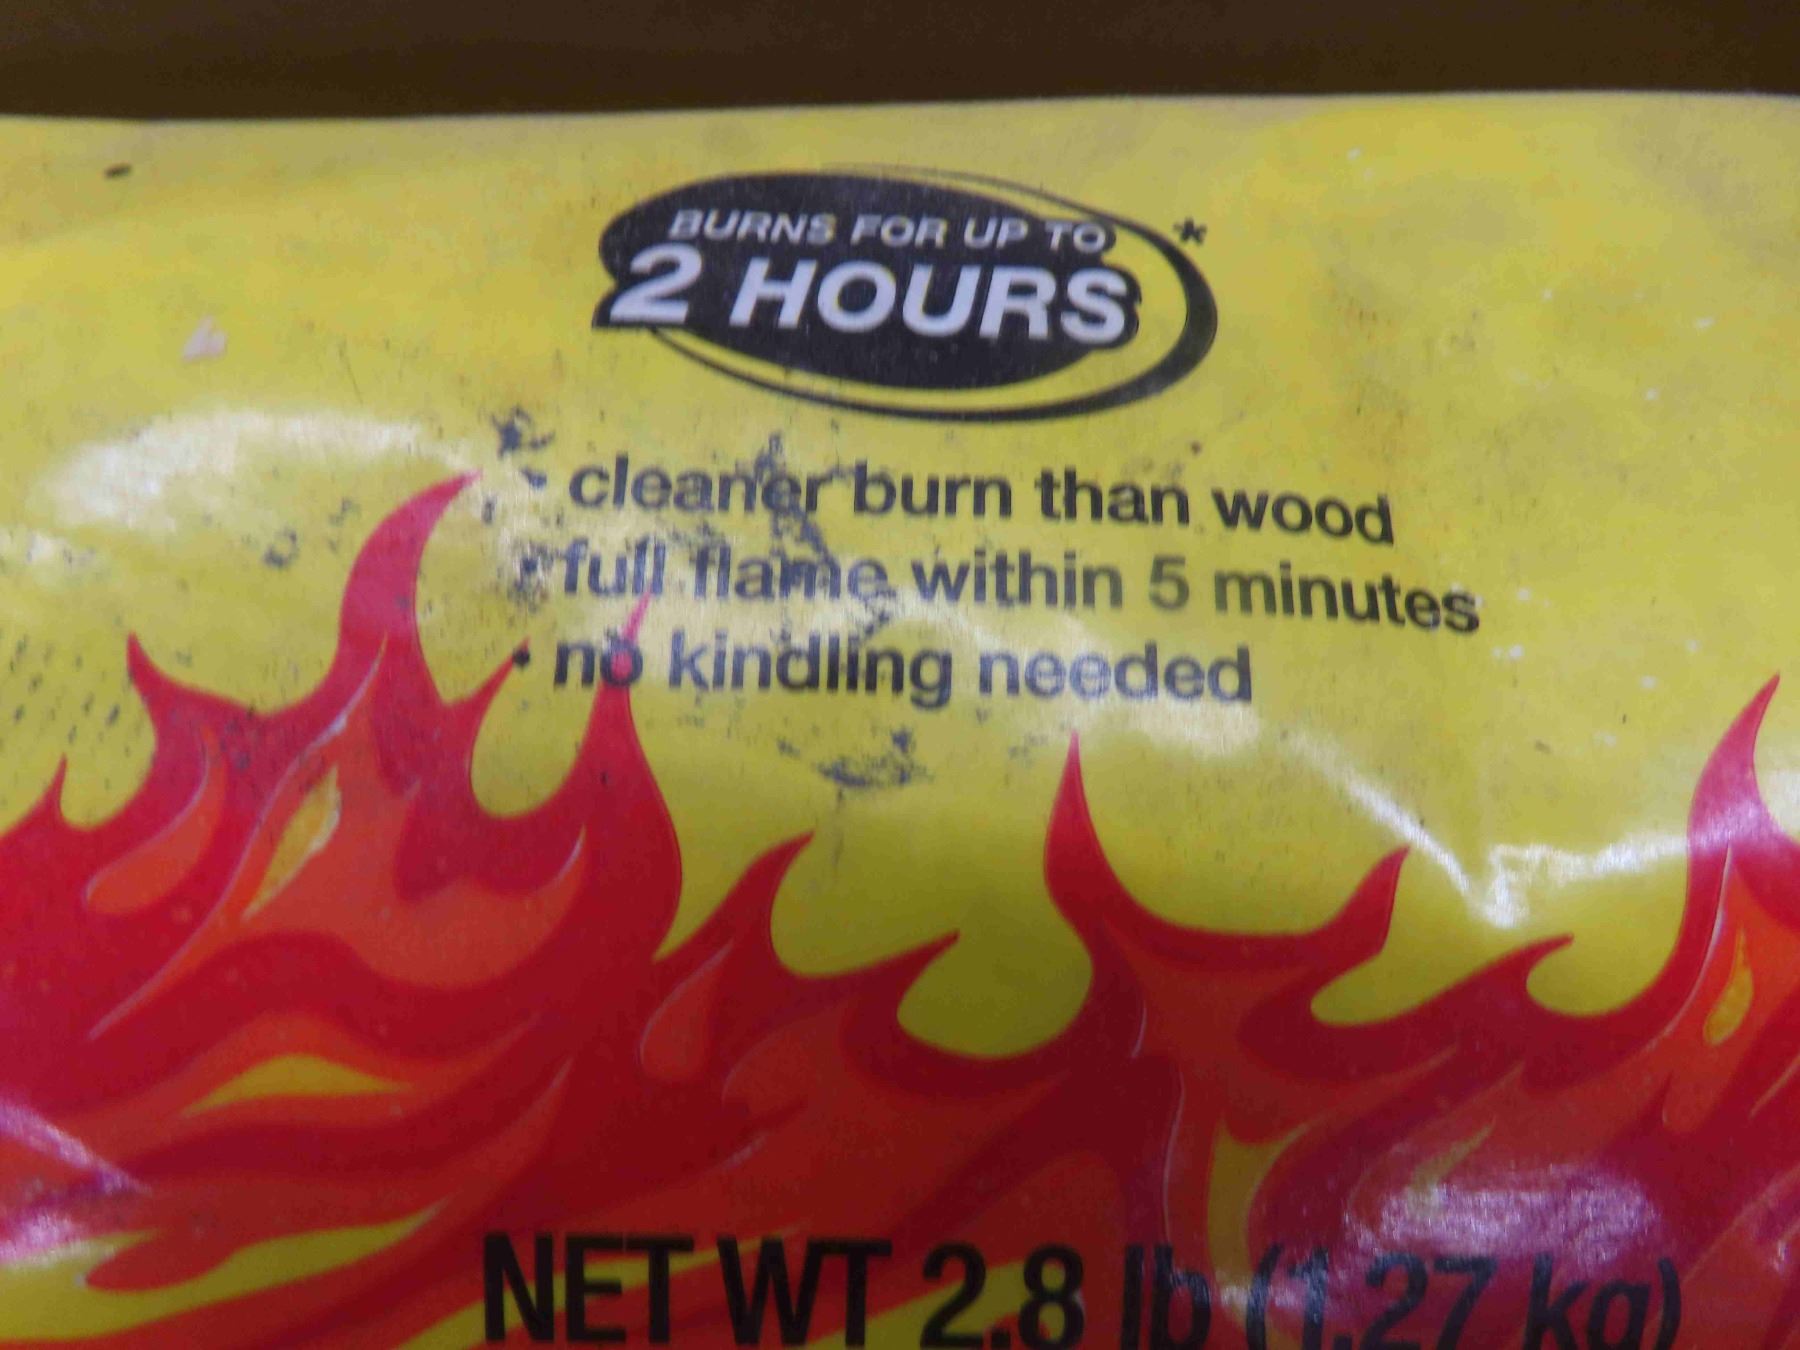 BURNS FOR UP TO
2 HOURS*
• cleaner burn than wood
• full flame within 5 minutes
• no kindling needed
NET WT 2.8 lb (1.27 kg)